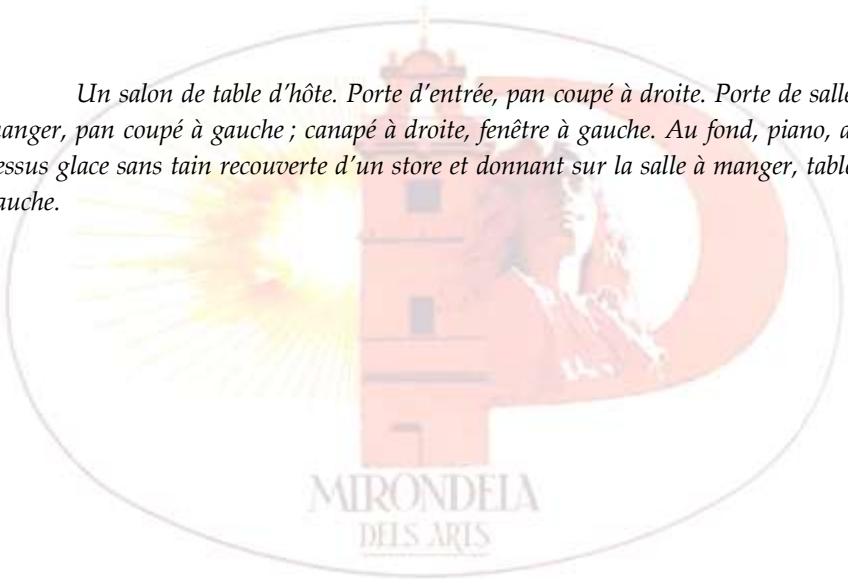 Un salon de table d'hôte. Porte d'entrée, pan coupé à droite. Porte de salle
manger, pan coupé à gauche ; canapé à droite, fenêtre à gauche. Au fond, piano, a
essus glace sans tain recouverte d'un store et donnant sur la salle à manger, table
auche.
MIRONDELA
DELS ARTS